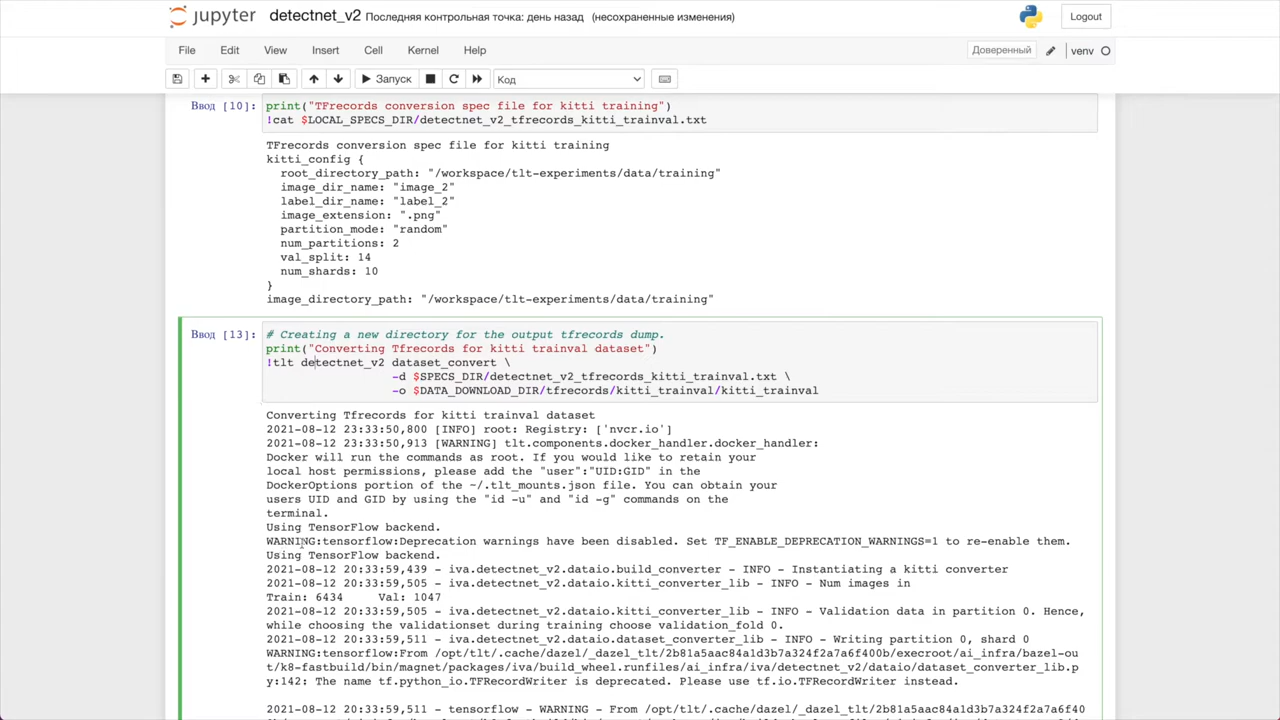 jupyter detectnet_v2 Последняя контрольная точка: день назад (несохраненные изменения) Logout
File Edit View Insert Cell Kernel Help Доверенный venv
Запуск Код
Ввод [10]: print("TFrecords conversion spec file for kitti training")
!cat $LOCAL_SPECS_DIR/detectnet_v2_tfrecords_kitti_trainval.txt
TFrecords conversion spec file for kitti training
kitti_config {
root_directory_path: "/workspace/tlt-experiments/data/training"
image_dir_name: "image_2"
label_dir_name: "label_2"
image_extension: ".png"
partition_mode: "random"
num_partitions: 2
val_split: 14
num_shards: 10
}
image_directory_path: "/workspace/tlt-experiments/data/training"
Ввод [13]: # Creating a new directory for the output tfrecords dump.
print("Converting Tfrecords for kitti trainval dataset")
!tlt detectnet_v2 dataset_convert \
-d $SPECS_DIR/detectnet_v2_tfrecords_kitti_trainval.txt \
-o $DATA_DOWNLOAD_DIR/tfrecords/kitti_trainval/kitti_trainval
Converting Tfrecords for kitti trainval dataset
2021-08-12 23:33:50,800 [INFO] root: Registry: ['nvcr.io']
2021-08-12 23:33:50,913 [WARNING] tlt.components.docker_handler.docker_handler:
Docker will run the commands as root. If you would like to retain your
local host permissions, please add the "user":"UID:GID" in the
DockerOptions portion of the ~/.tlt_mounts.json file. You can obtain your
users UID and GID by using the "id -u" and "id -g" commands on the
terminal.
Using TensorFlow backend.
WARNING:tensorflow:Deprecation warnings have been disabled. Set TF_ENABLE_DEPRECATION_WARNINGS=1 to re-enable them.
Using TensorFlow backend.
2021-08-12 20:33:59,439 - iva.detectnet_v2.dataio.build_converter - INFO - Instantiating a kitti converter
2021-08-12 20:33:59,505 - iva.detectnet_v2.dataio.kitti_converter_lib - INFO - Num images in
Train: 6434 Val: 1047
2021-08-12 20:33:59,505 - iva.detectnet_v2.dataio.kitti_converter_lib - INFO - Validation data in partition 0. Hence,
while choosing the validationset during training choose validation_fold 0.
2021-08-12 20:33:59,511 - iva.detectnet_v2.dataio.dataset_converter_lib - INFO - Writing partition 0, shard 0
WARNING:tensorflow:From /opt/tlt/.cache/dazel/_dazel_tlt/2b81a5aac84a1d3b7a324f2a7a6f400b/execroot/ai_infra/bazel-ou
t/k8-fastbuild/bin/magnet/packages/iva/build_wheel.runfiles/ai_infra/iva/detectnet_v2/dataio/dataset_converter_lib.p
y:142: The name tf.python_io.TFRecordWriter is deprecated. Please use tf.io.TFRecordWriter instead.
2021-08-12 20:33:59,511 - tensorflow - WARNING - From /opt/tlt/.cache/dazel/_dazel_tlt/2b81a5aac84a1d3b7a324f2a7a6f4